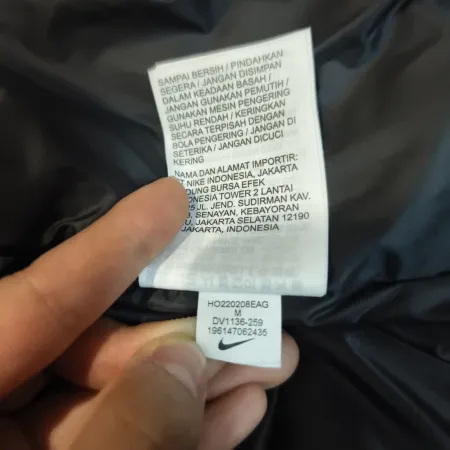 SAMPAI BERSIH / PINDAHKAN
SEGERA / JANGAN DISIMPAN
DALAM KEADAAN BASAH /
JANGAN GUNAKAN PEMUTIH /
GUNAKAN MESIN PENGERING
SUHU RENDAH / KERINGKAN
SECARA TERPISAH DENGAN
BOLA PENGERING / JANGAN DI
SETERIKA / JANGAN DICUCI
KERING
NAMA DAN ALAMAT IMPORTIR:
NIKE INDONESIA, JAKARTA
BURSA EFEK
INDONESIA TOWER 2 LANTAI
JL. JEND. SUDIRMAN KAV.
SENAYAN, KEBAYORAN
JAKARTA SELATAN 12190
JAKARTA, INDONESIA
HO220208EAG
M
DV1136-259
196147062435